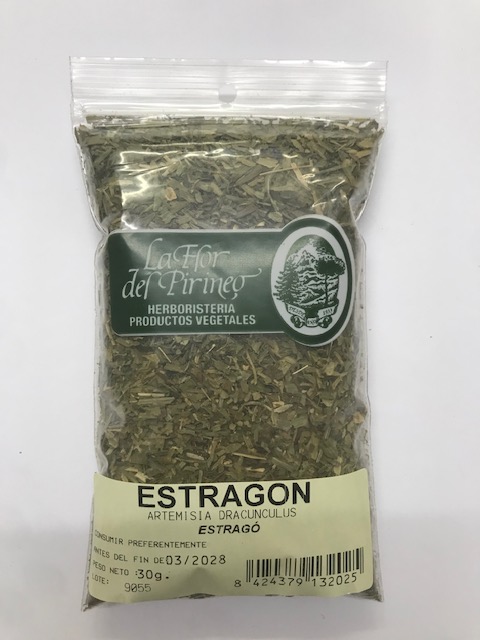 La Flor
del Pirineo
HERBORISTERIA
PRODUCTOS VEGETALES
ESTRAGON
ARTEMISIA DRACUNCULUS
ESTRAGÓ
CONSUMIR PREFERENTEMENTE
ANTES DEL FIN DE 03/2028
PESO NETO :30g.
LOTE: 9055
8 424379 132025